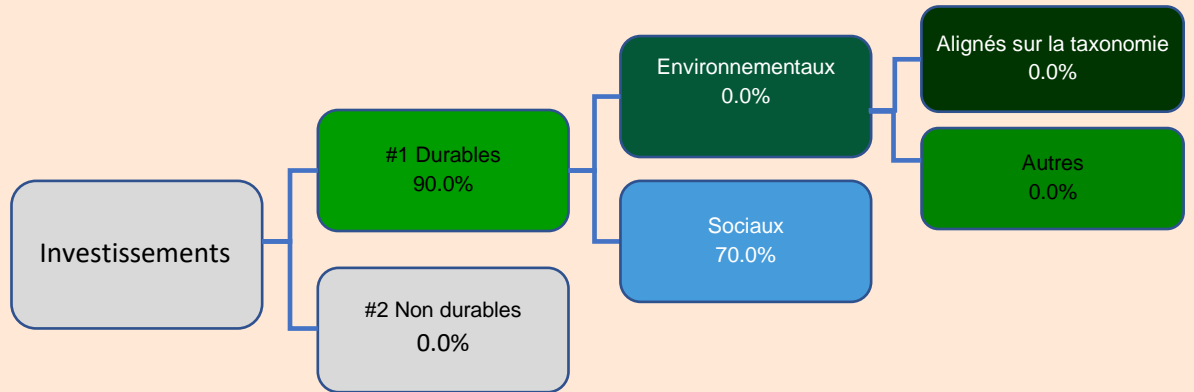 Investissements
#1 Durables
90.0%
#2 Non durables
0.0%
Environnementaux
0.0%
Sociaux
70.0%
Alignés sur la taxonomie
0.0%
Autres
0.0%